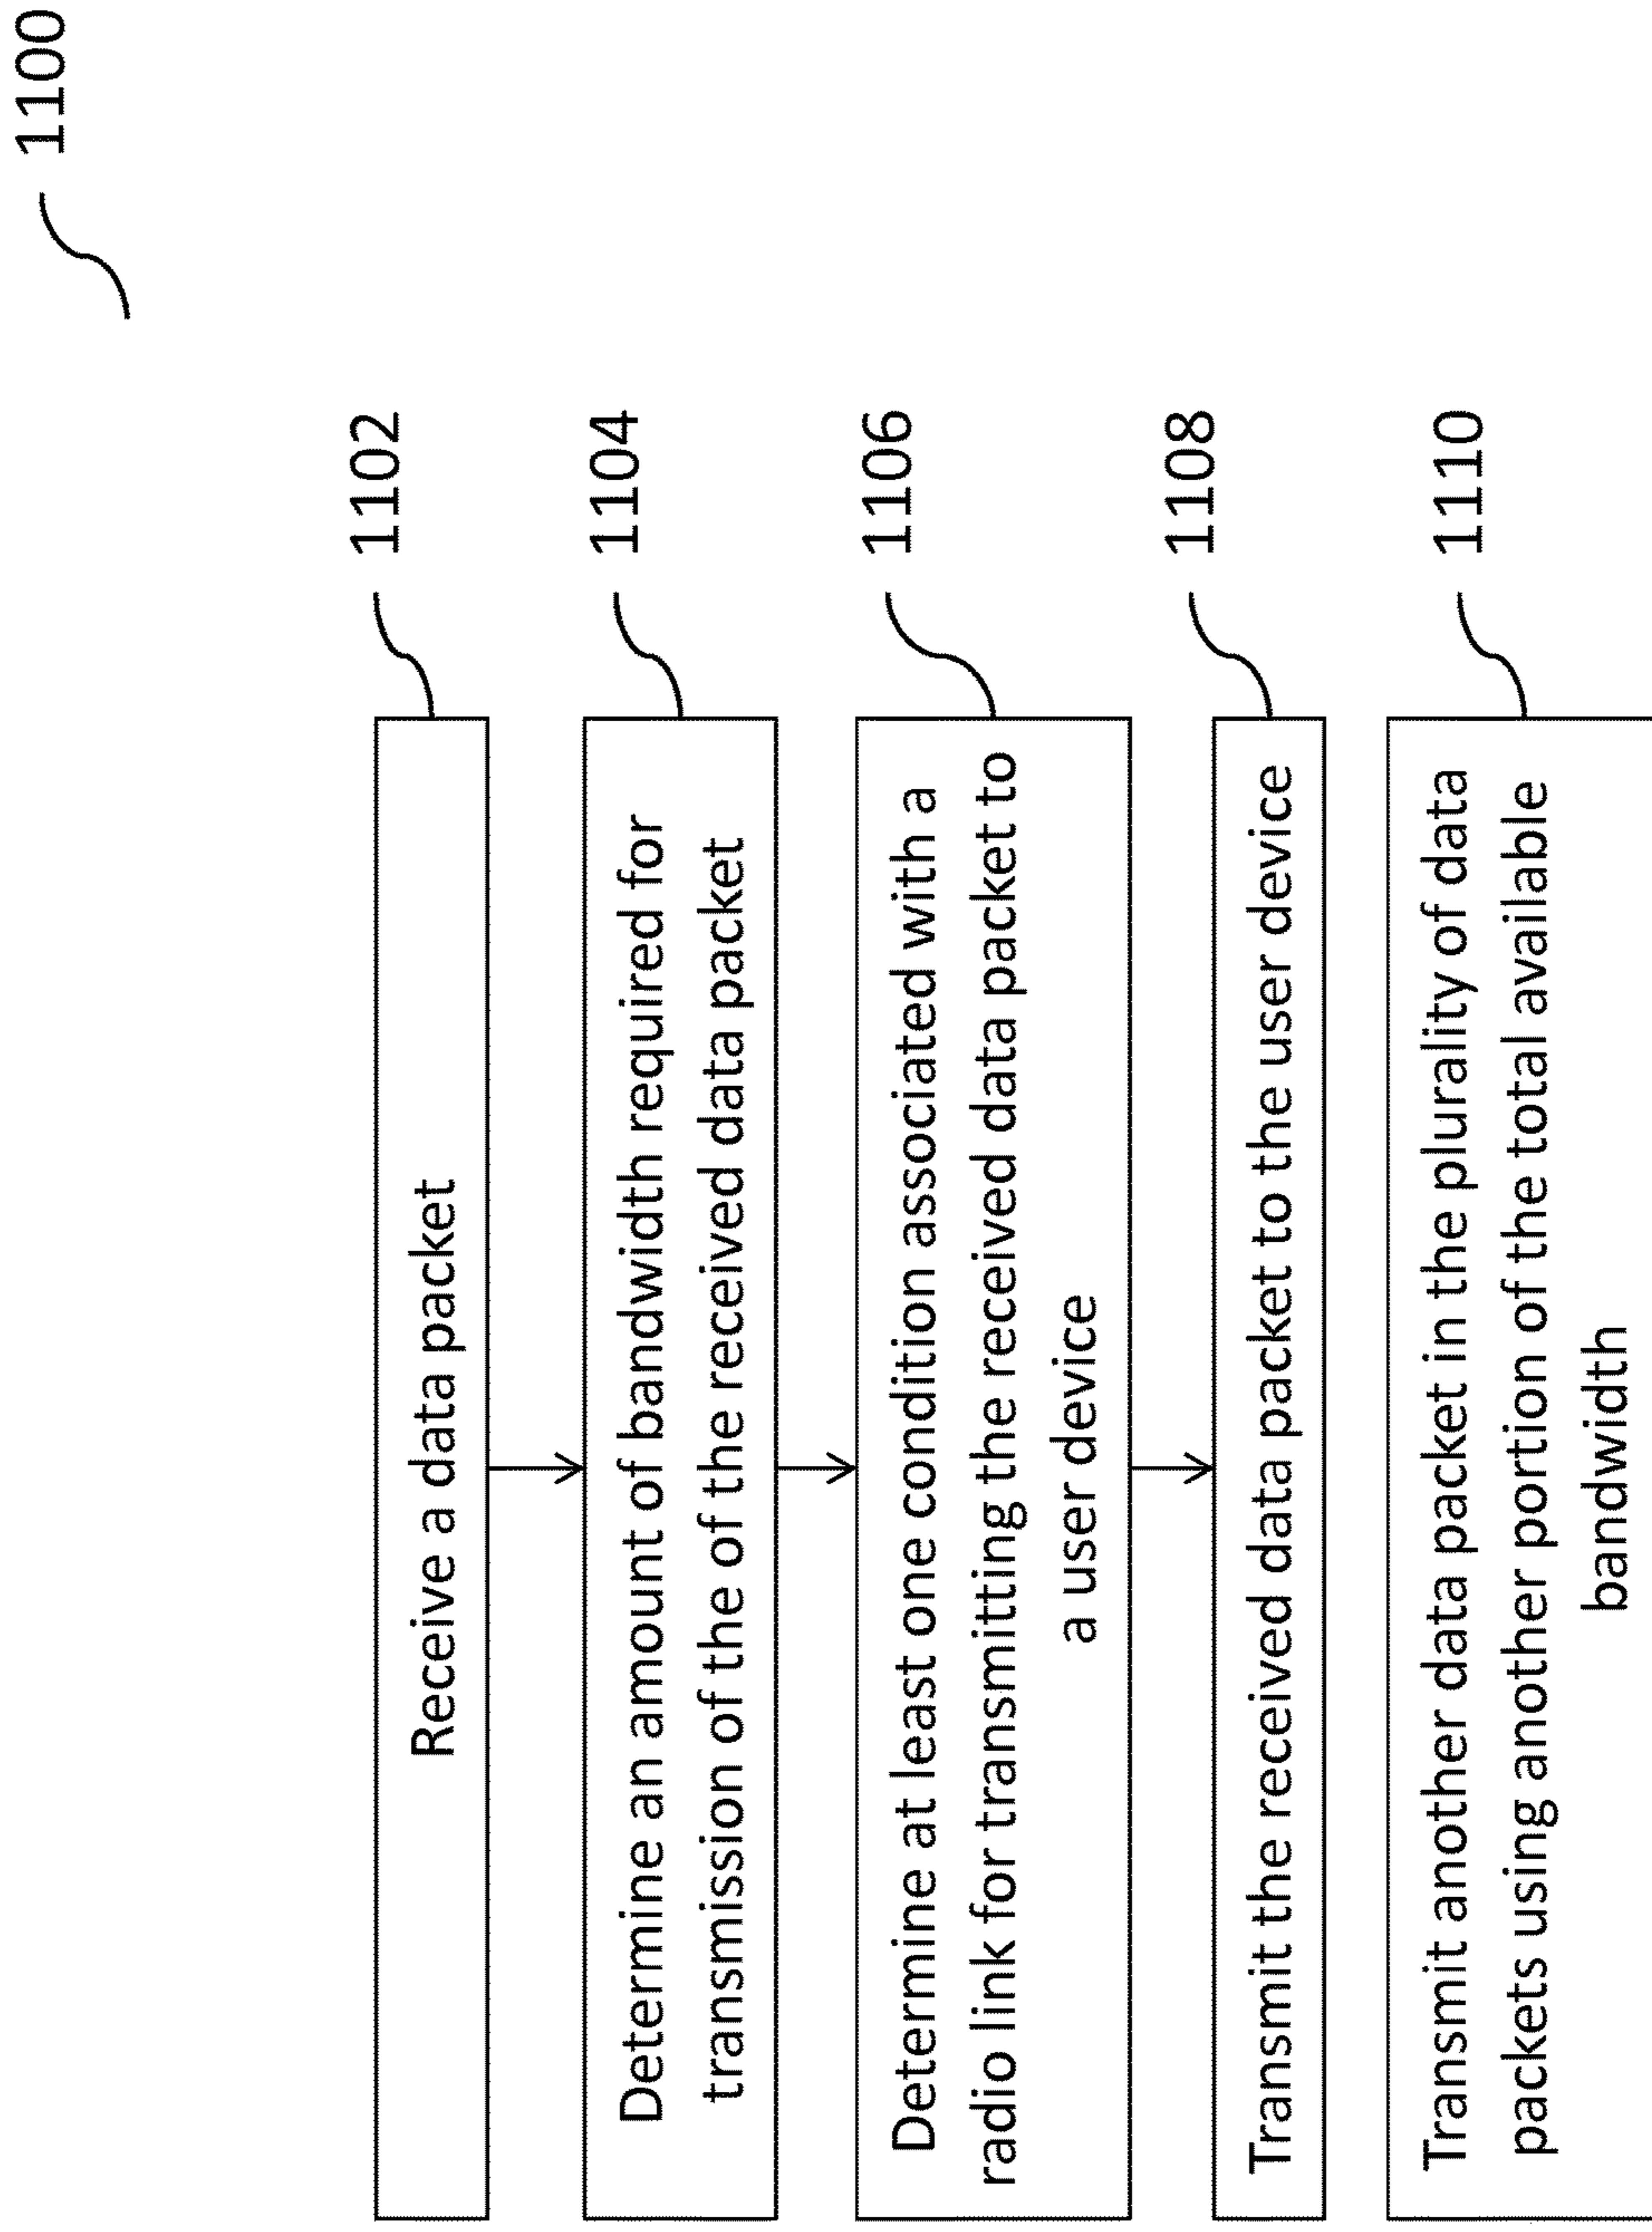 1100
Receive a data packet
1102
Determine an amount of bandwidth required for
transmission of the of the received data packet
1104
Determine at least one condition associated with a
radio link for transmitting the received data packet to
a user device
1106
Transmit the received data packet to the user device
1108
Transmit another data packet in the plurality of data
packets using another portion of the total available
bandwidth
1110